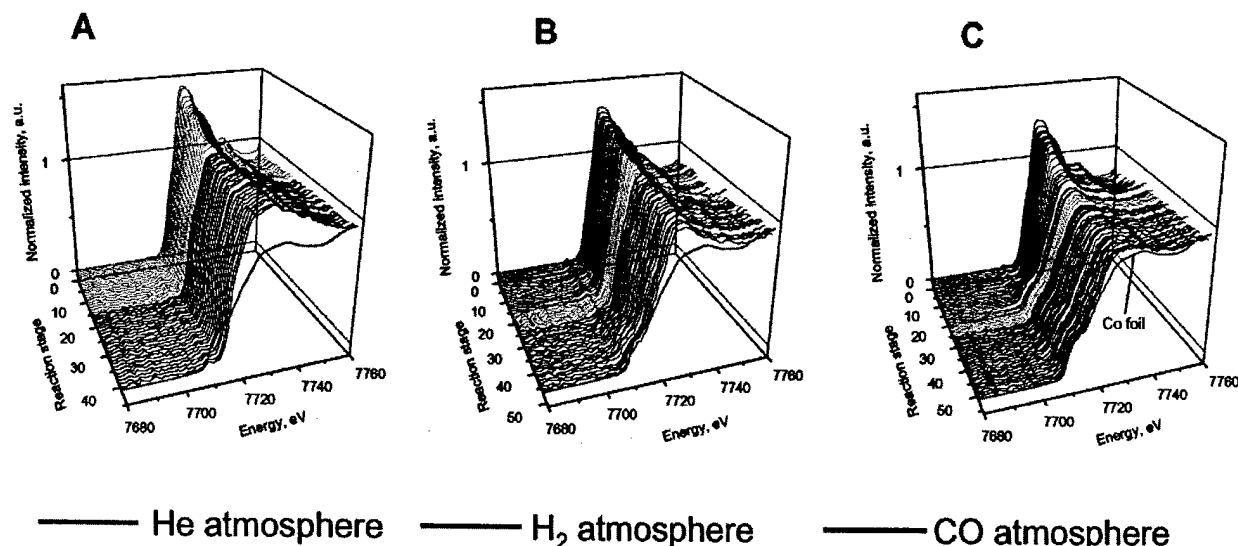 A
B
C
Normalized intensity, a.u.
1
0
0
10
20
30
40
Reaction stage
7680
7700
7720
7740
7760
Energy, eV
Normalized intensity, a.u.
1
0
0
10
20
30
40
50
Reaction stage
7680
7700
7720
7740
7760
Energy, eV
Normalized intensity, a.u.
1
0
0
10
20
30
40
50
Reaction stage
7680
7700
7720
7740
7760
Energy, eV
Co foil
He atmosphere
H₂ atmosphere
CO atmosphere